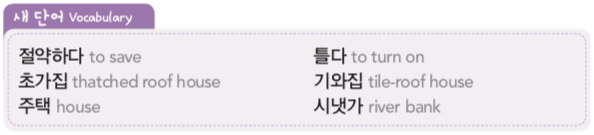 새 단어 Vocabulary
절약하다 to save
틀다 to turn on
초가집 thatched roof house
기와집 tile-roof house
주택 house
시냇가 river bank